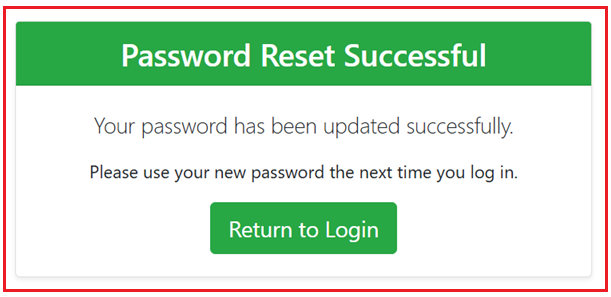 Password Reset Successful
Your password has been updated successfully.
Please use your new password the next time you log in.
Return to Login